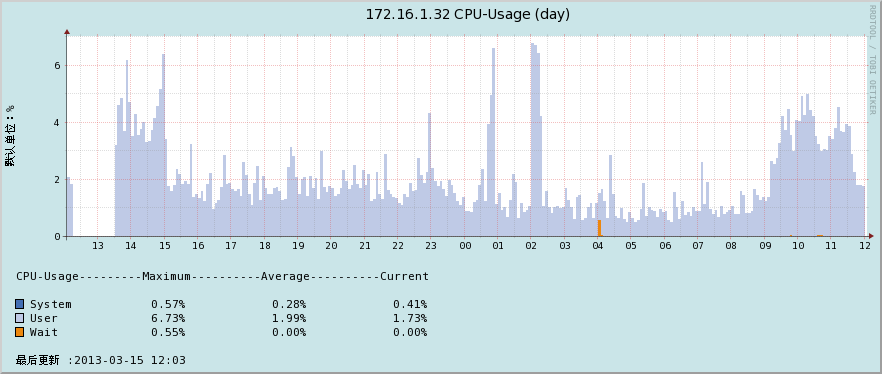 172.16.1.32 CPU-Usage (day)
RRDTOOL / TOBI OETIKER
默认单位：%
6
4
2
0
13 14 15 16 17 18 19 20 21 22 23 00 01 02 03 04 05 06 07 08 09 10 11 12
CPU-Usage---------Maximum----------Average----------Current
System 0.57% 0.28% 0.41%
User 6.73% 1.99% 1.73%
Wait 0.55% 0.00% 0.00%
最后更新 :2013-03-15 12:03